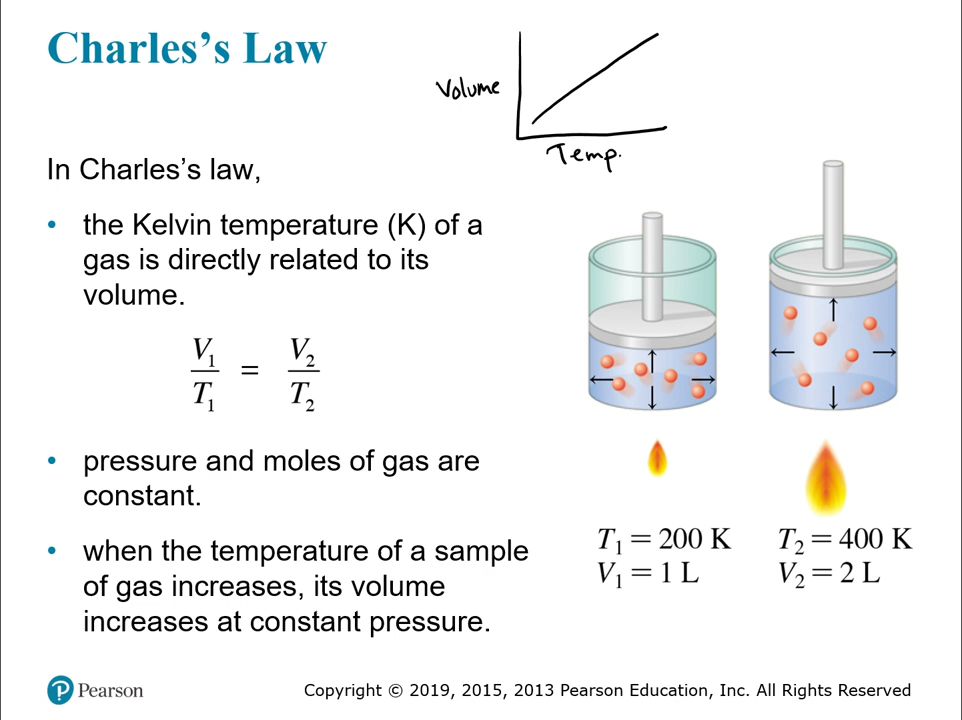 Charles's Law
Volume
Temp.
In Charles's law,
• the Kelvin temperature (K) of a
gas is directly related to its
volume.
V₁/T₁ = V₂/T₂
• pressure and moles of gas are
constant.
• when the temperature of a sample
of gas increases, its volume
increases at constant pressure.
T₁ = 200 K
V₁ = 1 L
T₂ = 400 K
V₂ = 2 L
P Pearson
Copyright © 2019, 2015, 2013 Pearson Education, Inc. All Rights Reserved